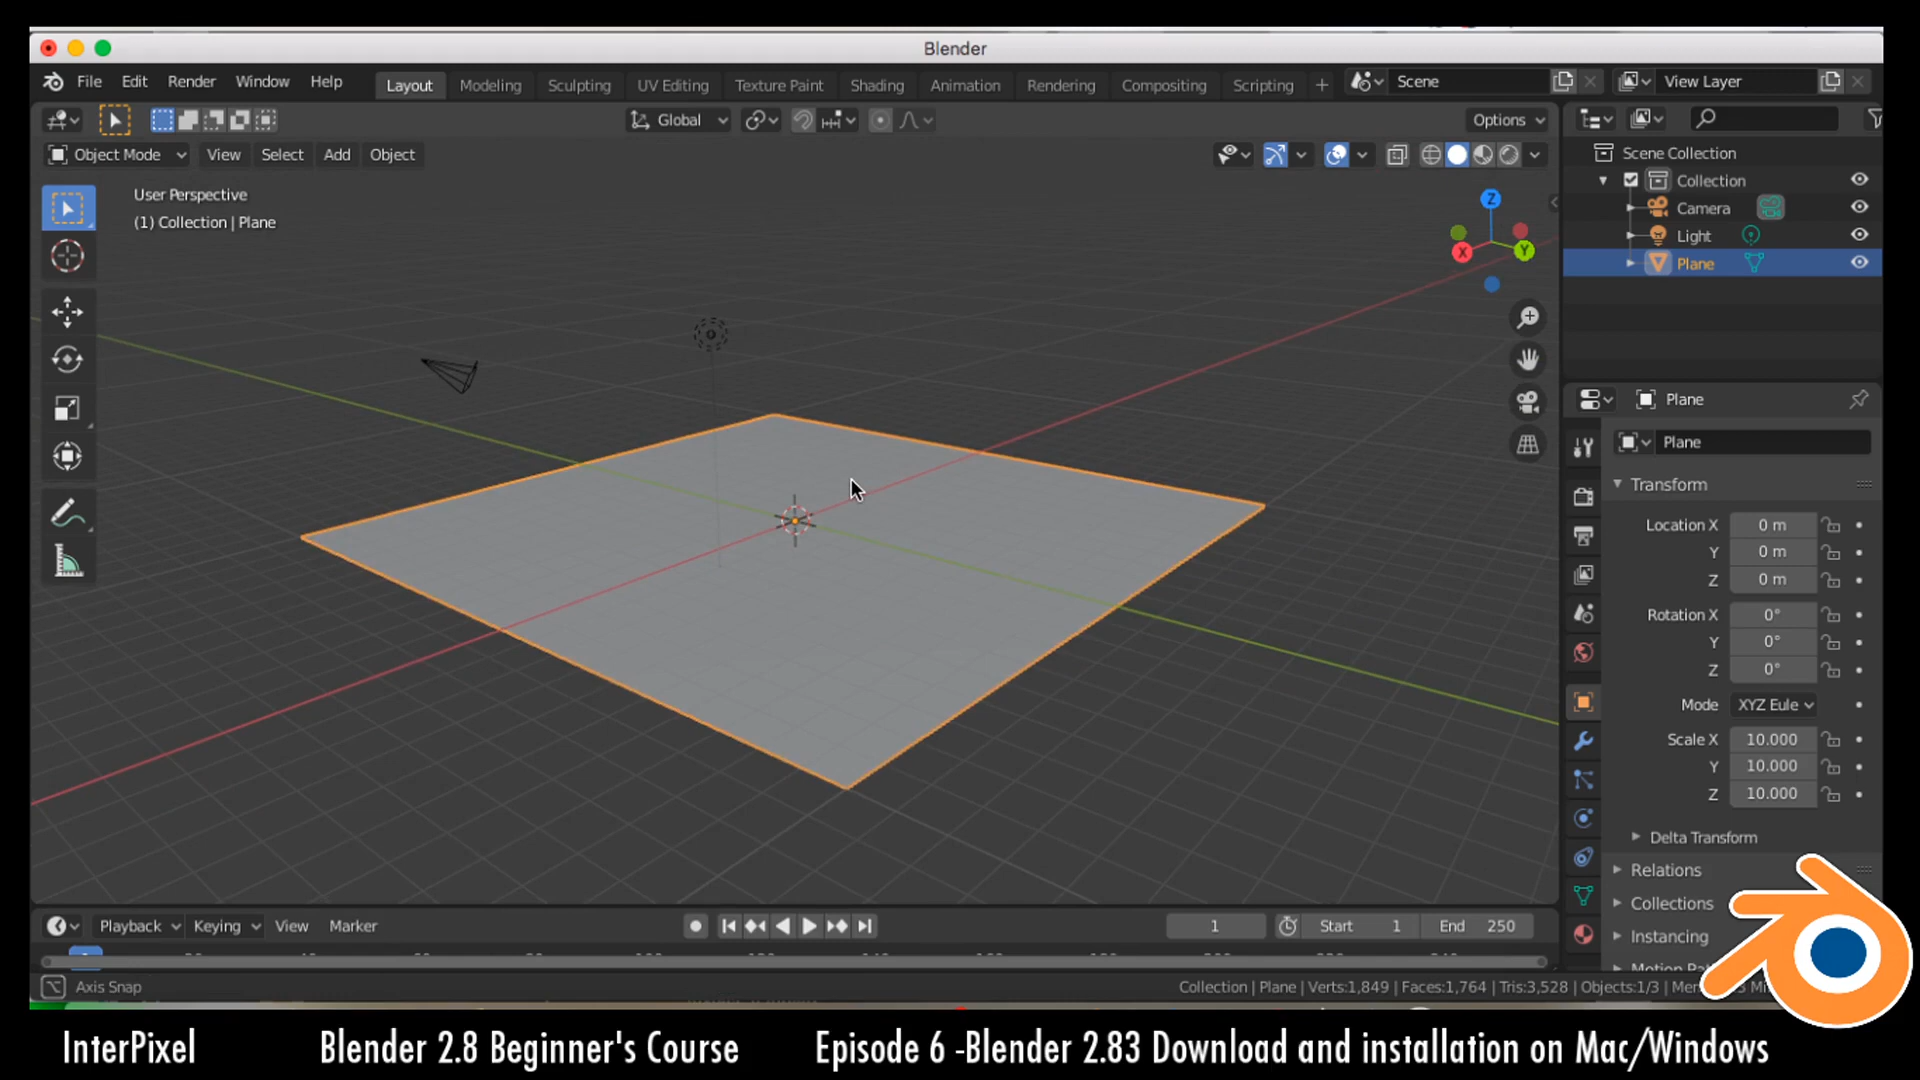 Blender
File Edit Render Window Help Layout Modeling Sculpting UV Editing Texture Paint Shading Animation Rendering Compositing Scripting + Scene View Layer
Global Options
Object Mode View Select Add Object
User Perspective
(1) Collection | Plane
Z
X
Y
Scene Collection
Collection
Camera
Light
Plane
Plane
Plane
Transform
Location X 0 m
Y 0 m
Z 0 m
Rotation X 0°
Y 0°
Z 0°
Mode XYZ Eule
Scale X 10.000
Y 10.000
Z 10.000
Delta Transform
Relations
Collections
Instancing
Playback Keying View Marker 1 Start 1 End 250
Axis Snap
Collection | Plane | Verts:1,849 | Faces:1,764 | Tris:3,528 | Objects:1/3 |
InterPixel Blender 2.8 Beginner's Course Episode 6 -Blender 2.83 Download and installation on Mac/Windows